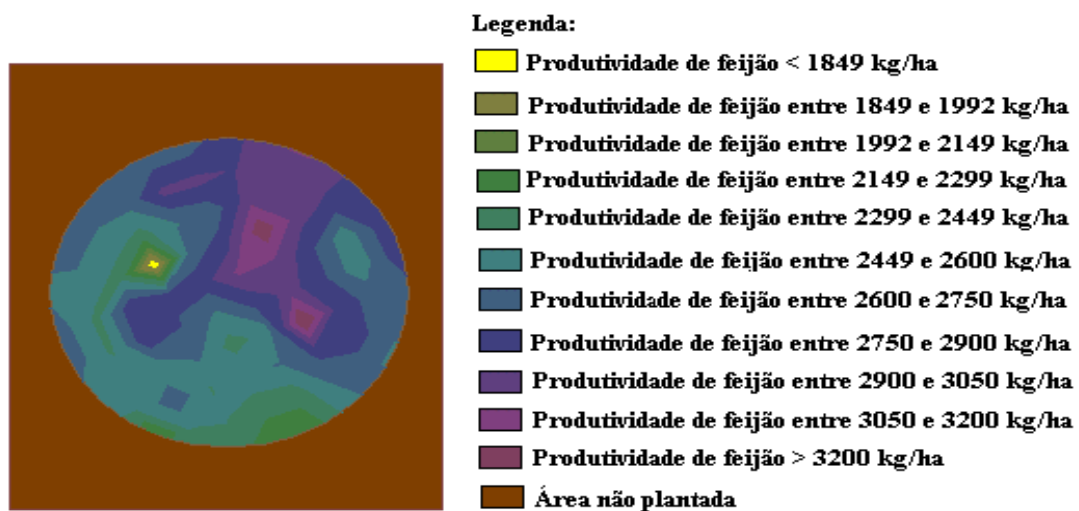 Legenda:
Produtividade de feijão < 1849 kg/ha
Produtividade de feijão entre 1849 e 1992 kg/ha
Produtividade de feijão entre 1992 e 2149 kg/ha
Produtividade de feijão entre 2149 e 2299 kg/ha
Produtividade de feijão entre 2299 e 2449 kg/ha
Produtividade de feijão entre 2449 e 2600 kg/ha
Produtividade de feijão entre 2600 e 2750 kg/ha
Produtividade de feijão entre 2750 e 2900 kg/ha
Produtividade de feijão entre 2900 e 3050 kg/ha
Produtividade de feijão entre 3050 e 3200 kg/ha
Produtividade de feijão > 3200 kg/ha
Área não plantada